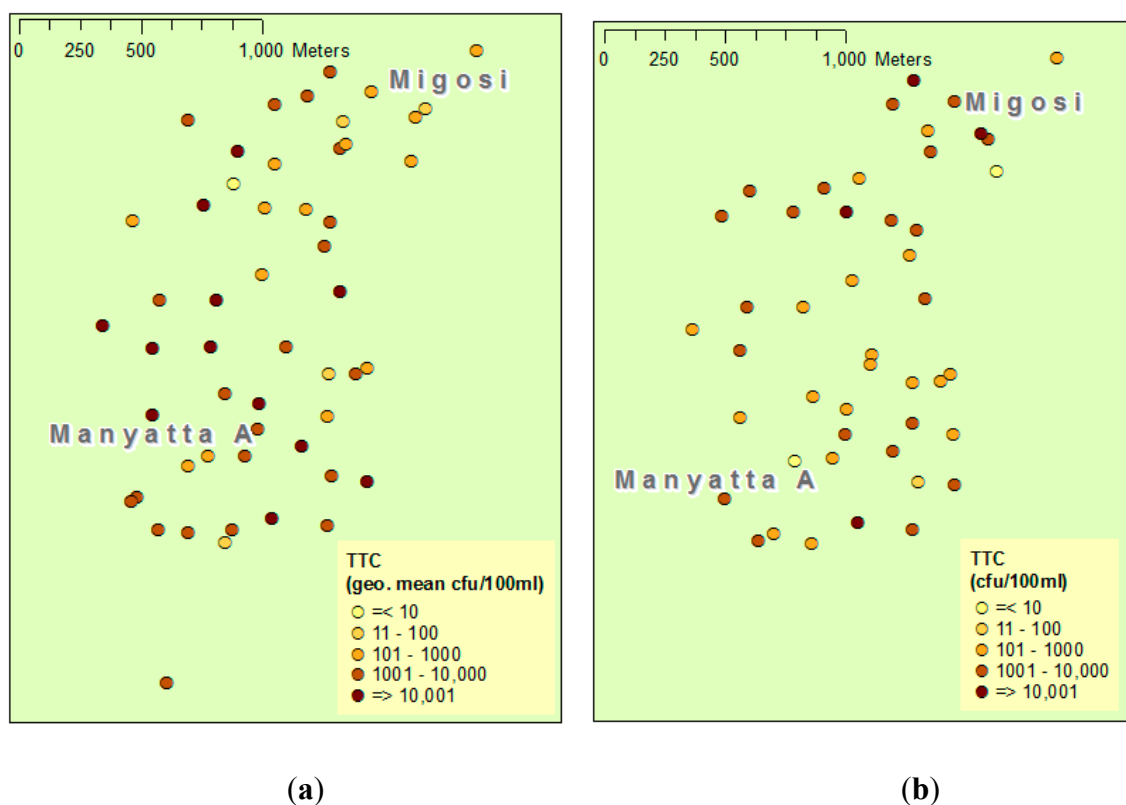 0 250 500 1,000 Meters
Migosi
Manyatta A
TTC
(geo. mean cfu/100ml)
=< 10
11 - 100
101 - 1000
1001 - 10,000
=> 10,001
(a)
0 250 500 1,000 Meters
Migosi
Manyatta A
TTC
(cfu/100ml)
=< 10
11 - 100
101 - 1000
1001 - 10,000
=> 10,001
(b)